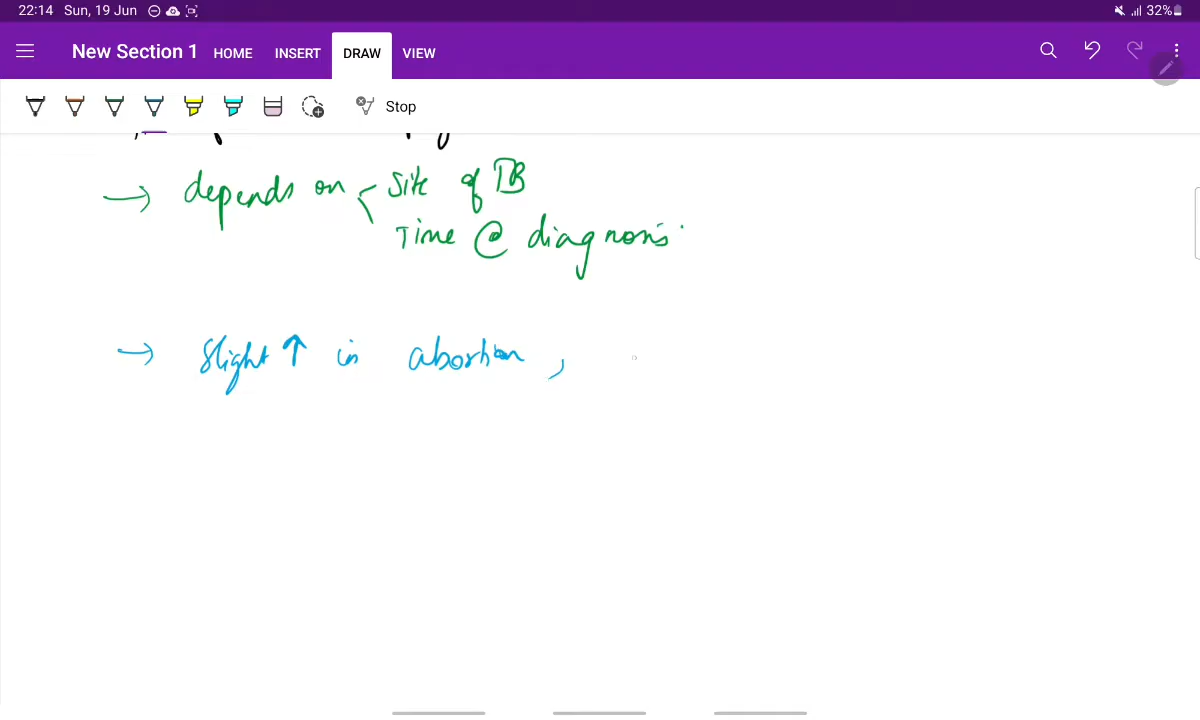 22:14 Sun, 19 Jun 32%
New Section 1 HOME INSERT DRAW VIEW
Stop
→ depends on < Site of TB
Time @ diagnosis.
→ slight ↑ in abortion,